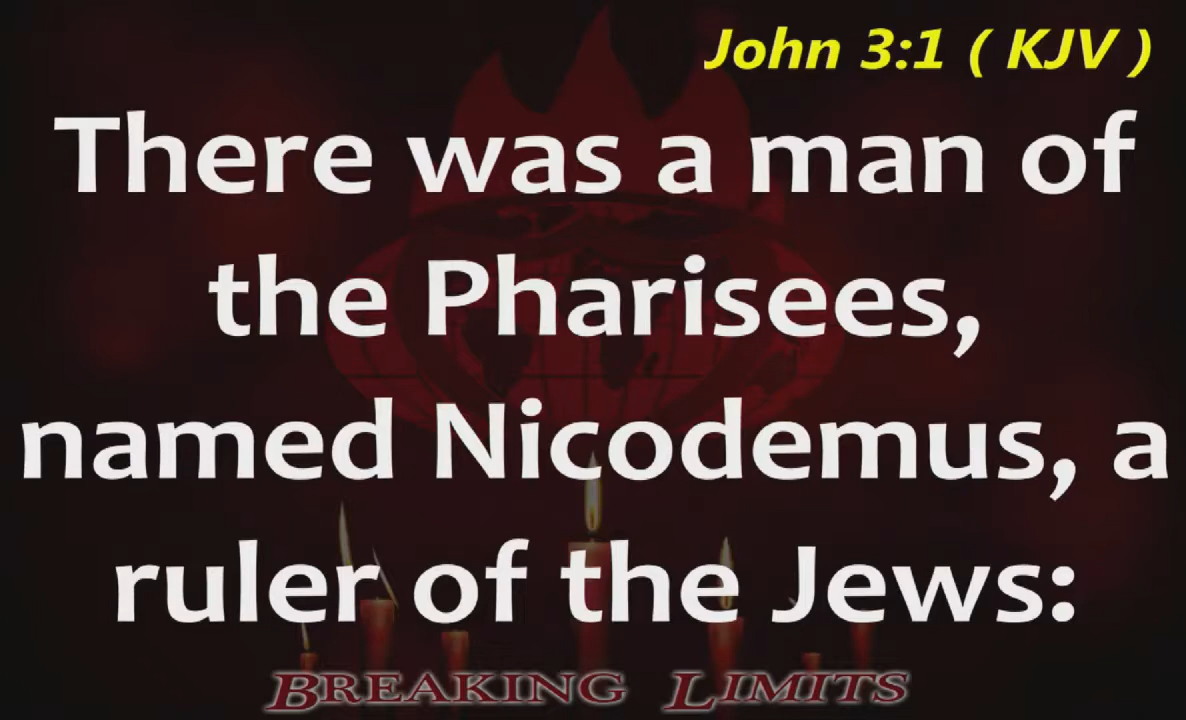 John 3:1 ( KJV )
There was a man of
the Pharisees,
named Nicodemus, a
ruler of the Jews:
BREAKING LIMITS